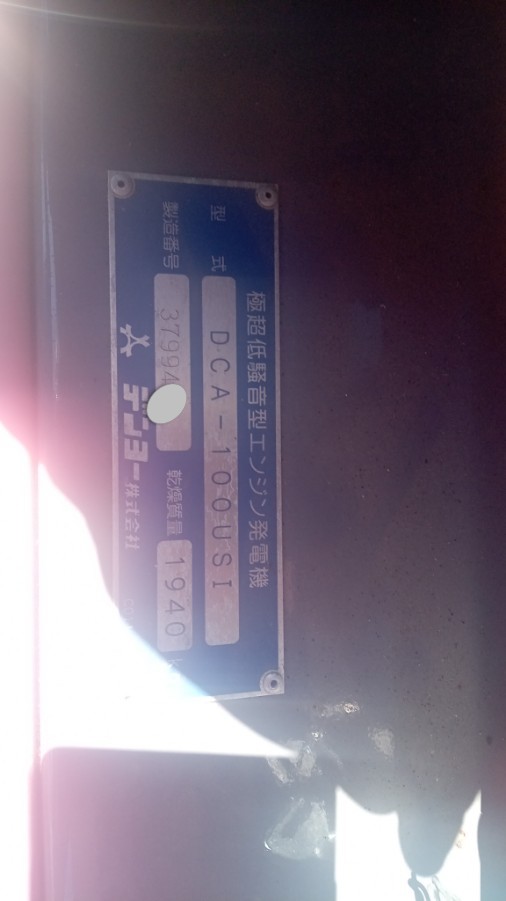 極超低騒音型エンジン発電機
型式 DCA-100USI
製造番号 37994 乾燥質量 1940
デンヨー株式会社